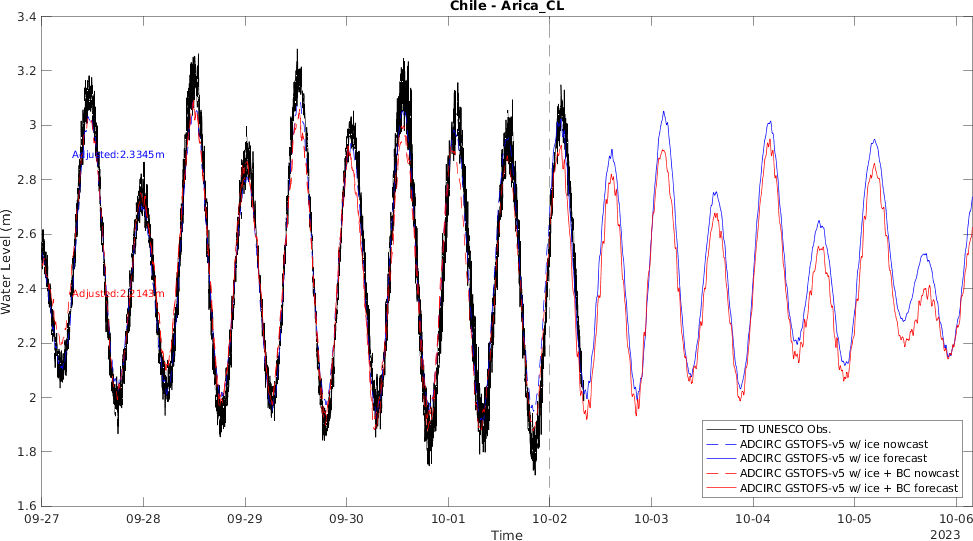 Chile - Arica_CL
3.4
3.2
3
2.8
2.6
2.4
2.2
2
1.8
1.6
Water Level (m)
Adjusted:2.3345m
Adjusted:2.2143m
TD UNESCO Obs.
ADCIRC GSTOFS-v5 w/ ice nowcast
ADCIRC GSTOFS-v5 w/ ice forecast
ADCIRC GSTOFS-v5 w/ ice + BC nowcast
ADCIRC GSTOFS-v5 w/ ice + BC forecast
09-27 09-28 09-29 09-30 10-01 10-02 10-03 10-04 10-05 10-06
2023
Time